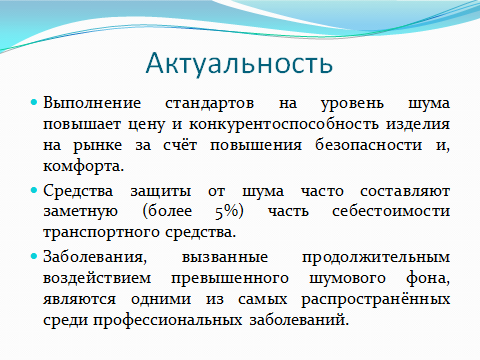 Актуальность
Выполнение стандартов на уровень шума
повышает цену и конкурентоспособность изделия
на рынке за счёт повышения безопасности и,
комфорта.
Средства защиты от шума часто составляют
заметную (более 5%) часть себестоимости
транспортного средства.
Заболевания, вызванные продолжительным
воздействием превышенного шумового фона,
являются одними из самых распространённых
среди профессиональных заболеваний.